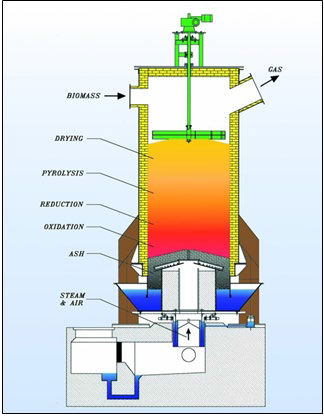 GAS
BIOMASS
DRYING
PYROLYSIS
REDUCTION
OXIDATION
ASH
STEAM
& AIR